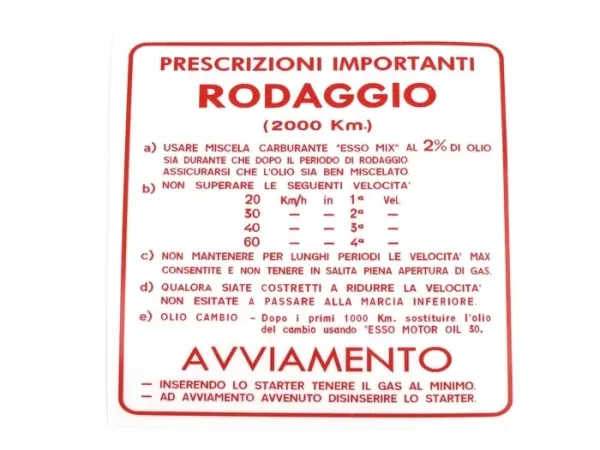 PRESCRIZIONI IMPORTANTI
RODAGGIO
(2000 Km.)
a) USARE MISCELA CARBURANTE "ESSO MIX" AL 2% DI OLIO
SIA DURANTE CHE DOPO IL PERIODO DI RODAGGIO
ASSICURARSI CHE L'OLIO SIA BEN MISCELATO.
b) NON SUPERARE LE SEGUENTI VELOCITA'
20 Km/h in 1ª Vel.
30 — — 2ª —
40 — — 3ª —
60 — — 4ª —
c) NON MANTENERE PER LUNGHI PERIODI LE VELOCITA' MAX
CONSENTITE E NON TENERE IN SALITA PIENA APERTURA DI GAS.
d) QUALORA SIATE COSTRETTI A RIDURRE LA VELOCITA'
NON ESITATE A PASSARE ALLA MARCIA INFERIORE.
e) OLIO CAMBIO - Dopo i primi 1000 Km. sostituire l'olio
del cambio usando "ESSO MOTOR OIL 30.
AVVIAMENTO
— INSERENDO LO STARTER TENERE IL GAS AL MINIMO.
— AD AVVIAMENTO AVVENUTO DISINSERIRE LO STARTER.